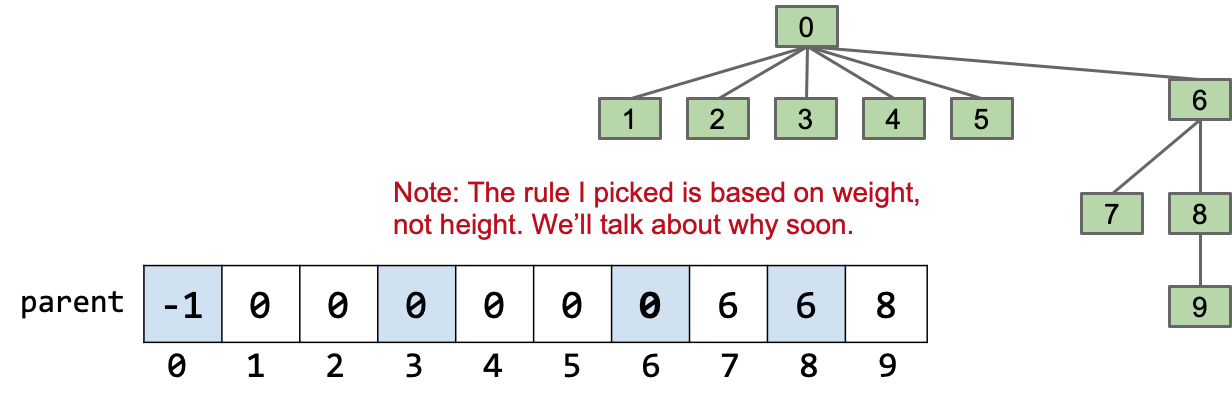 0
1 2 3 4 5 6
7 8
9
Note: The rule I picked is based on weight,
not height. We’ll talk about why soon.
parent -1 0 0 0 0 0 0 6 6 8
0 1 2 3 4 5 6 7 8 9